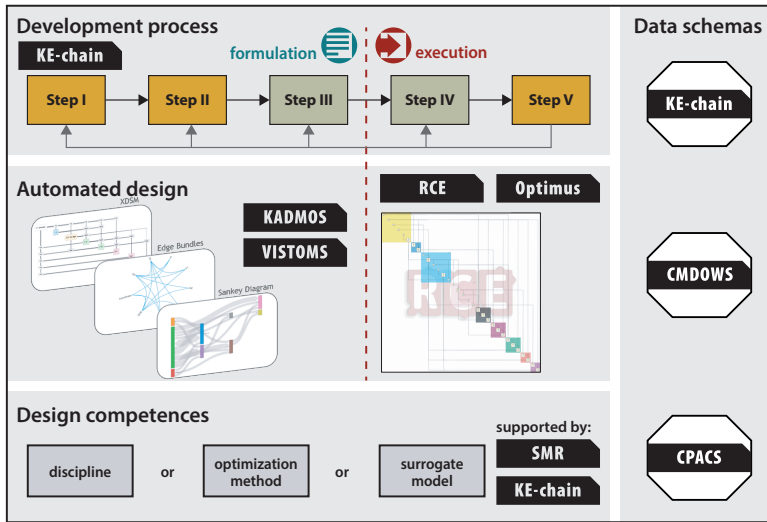 Development process
KE-chain
formulation
execution
Step I
Step II
Step III
Step IV
Step V
Automated design
XDSM
Edge Bundles
Sankey Diagram
KADMOS
VISTOMS
RCE
Optimus
RCE
Design competences
discipline
or
optimization
method
or
surrogate
model
supported by:
SMR
KE-chain
Data schemas
KE-chain
CMDOWS
CPACS